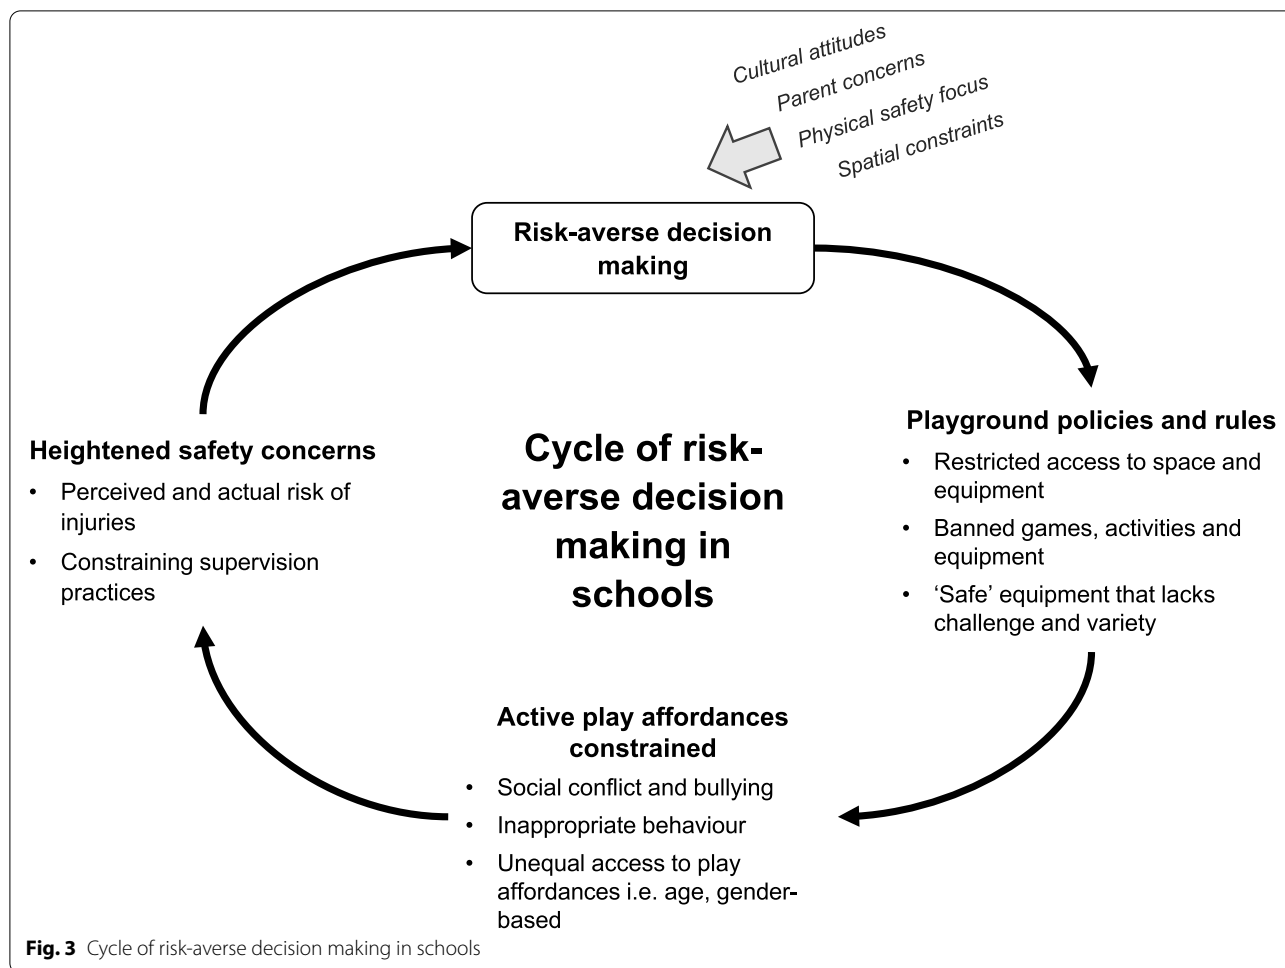 Cultural attitudes
Parent concerns
Physical safety focus
Spatial constraints
Risk-averse decision
making
Playground policies and rules
• Restricted access to space and
equipment
• Banned games, activities and
equipment
• ‘Safe’ equipment that lacks
challenge and variety
Active play affordances
constrained
• Social conflict and bullying
• Inappropriate behaviour
• Unequal access to play
affordances i.e. age, gender-
based
Heightened safety concerns
• Perceived and actual risk of
injuries
• Constraining supervision
practices
Cycle of risk-
averse decision
making in
schools
Fig. 3 Cycle of risk-averse decision making in schools